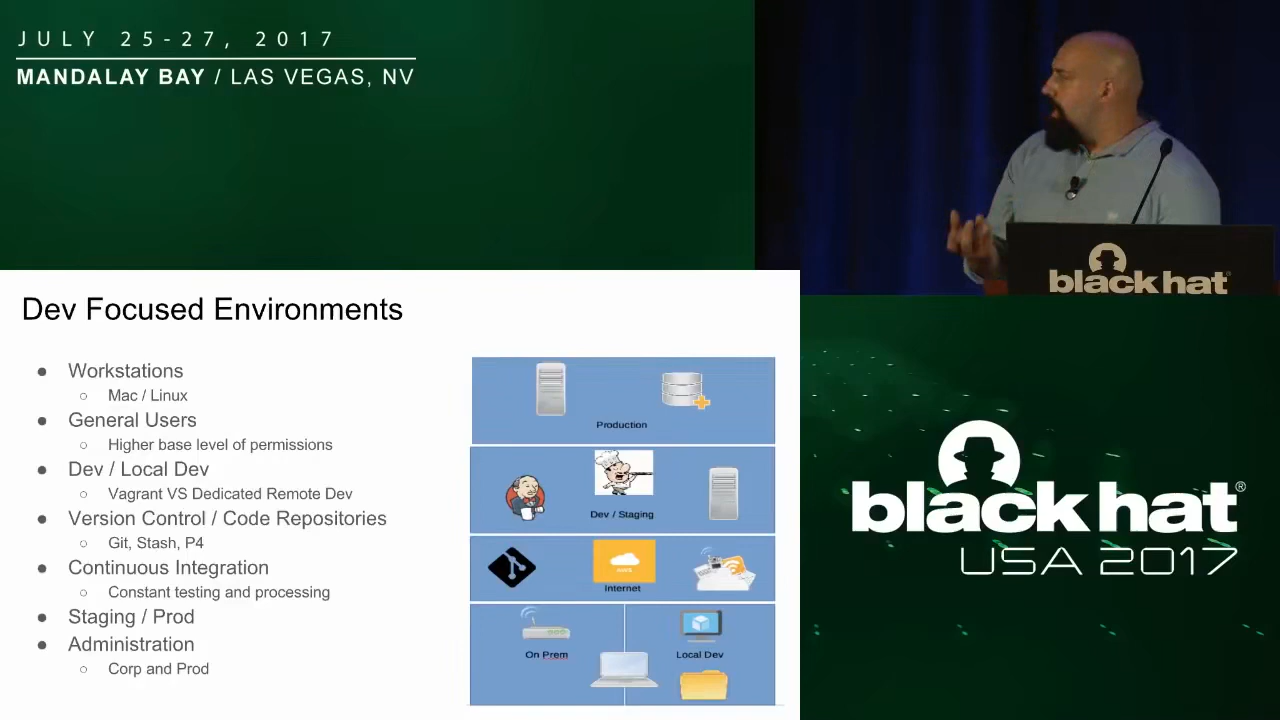 JULY 25-27, 2017
MANDALAY BAY / LAS VEGAS, NV
black hat
Dev Focused Environments
● Workstations
○ Mac / Linux
● General Users
○ Higher base level of permissions
● Dev / Local Dev
○ Vagrant VS Dedicated Remote Dev
● Version Control / Code Repositories
○ Git, Stash, P4
● Continuous Integration
○ Constant testing and processing
● Staging / Prod
● Administration
○ Corp and Prod
Production
Dev / Staging
Internet
On Prem
Local Dev
black hat®
USA 2017